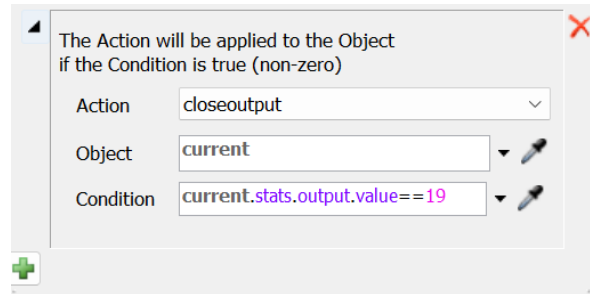 The Action will be applied to the Object
if the Condition is true (non-zero)
Action closeoutput
Object current
Condition current.stats.output.value==19